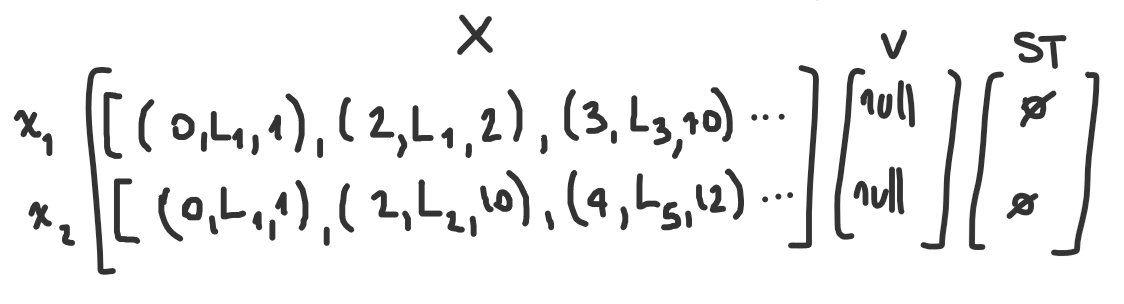 X V ST
x₁ [ [ ( 0,L₁,1 ), ( 2,L₁,2 ), (3,L₃,10) ... ] [ null ] [ ∅ ]
x₂ [ [ (0,L₁,1), ( 2,L₂,10), (4,L₅,12) ... ] [ null ] [ ∅ ]